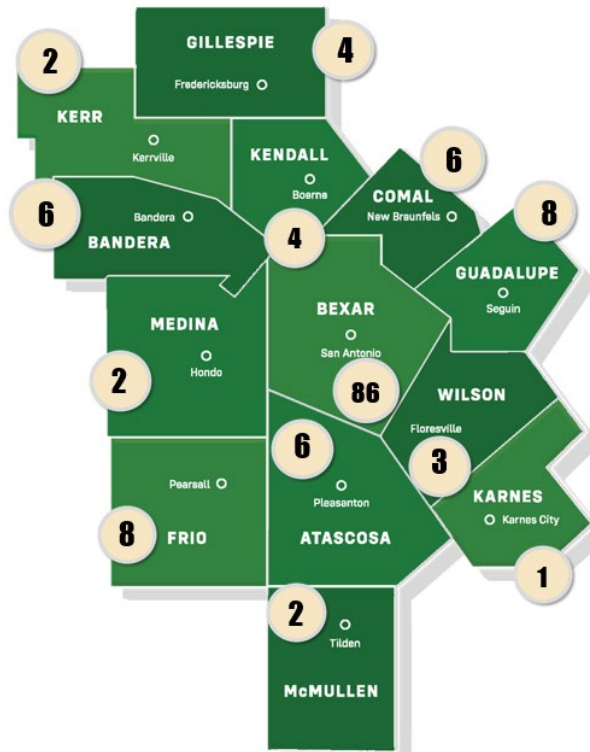 2
GILLESPIE
4
Fredericksburg
KERR
Kerrville
KENDALL
Boerne
6
COMAL
New Braunfels
6
Bandera
BANDERA
4
8
GUADALUPE
Seguin
MEDINA
Hondo
2
BEXAR
San Antonio
86
WILSON
Floresville
3
6
Pleasanton
ATASCOSA
Pearsall
8
FRIO
KARNES
Karnes City
1
2
Tilden
McMULLEN